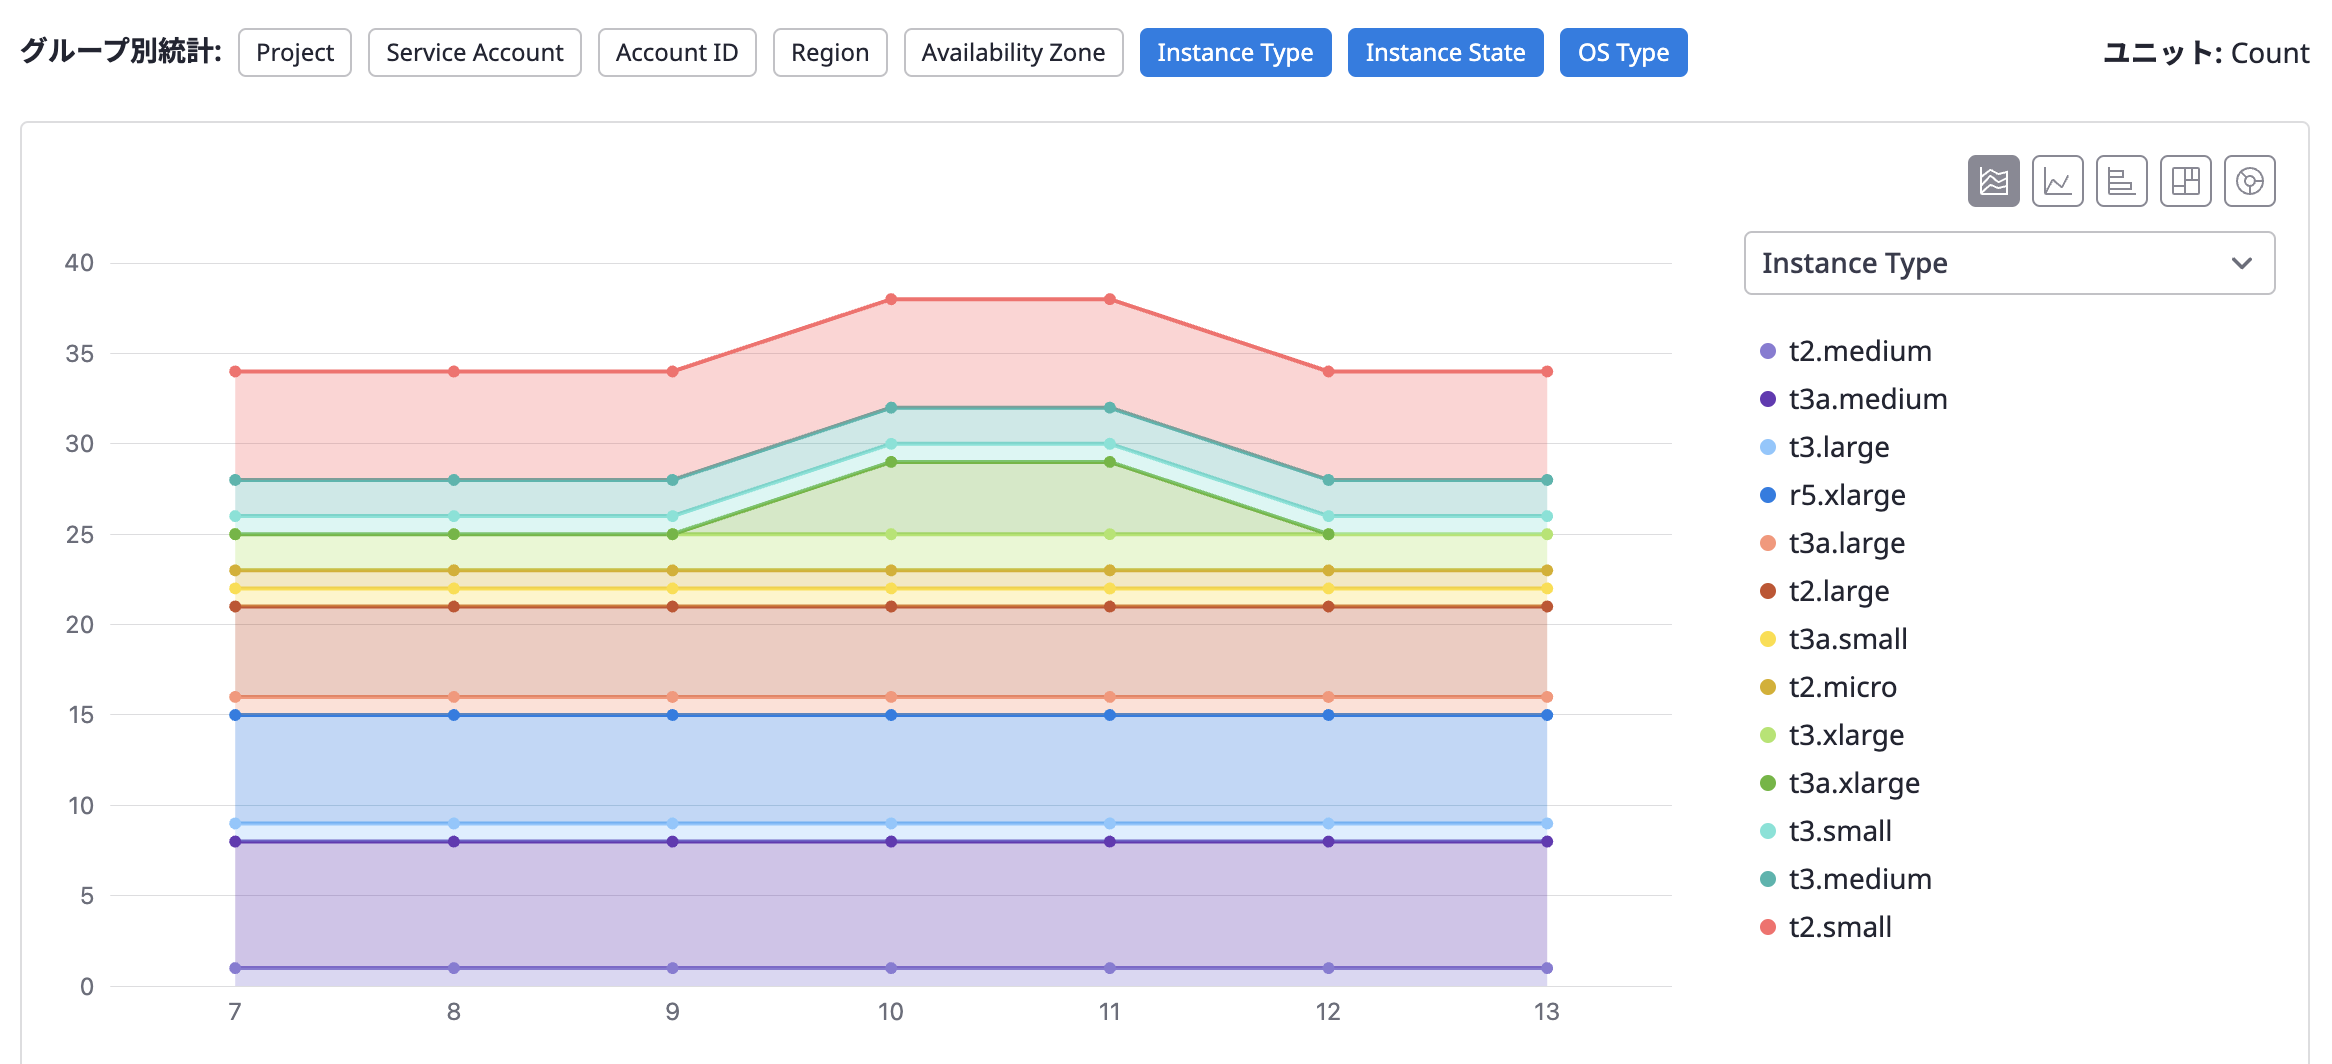 グループ別統計: Project Service Account Account ID Region Availability Zone Instance Type Instance State OS Type ユニット: Count
Instance Type
40
35
30
25
20
15
10
5
0
7 8 9 10 11 12 13
t2.medium
t3a.medium
t3.large
r5.xlarge
t3a.large
t2.large
t3a.small
t2.micro
t3.xlarge
t3a.xlarge
t3.small
t3.medium
t2.small